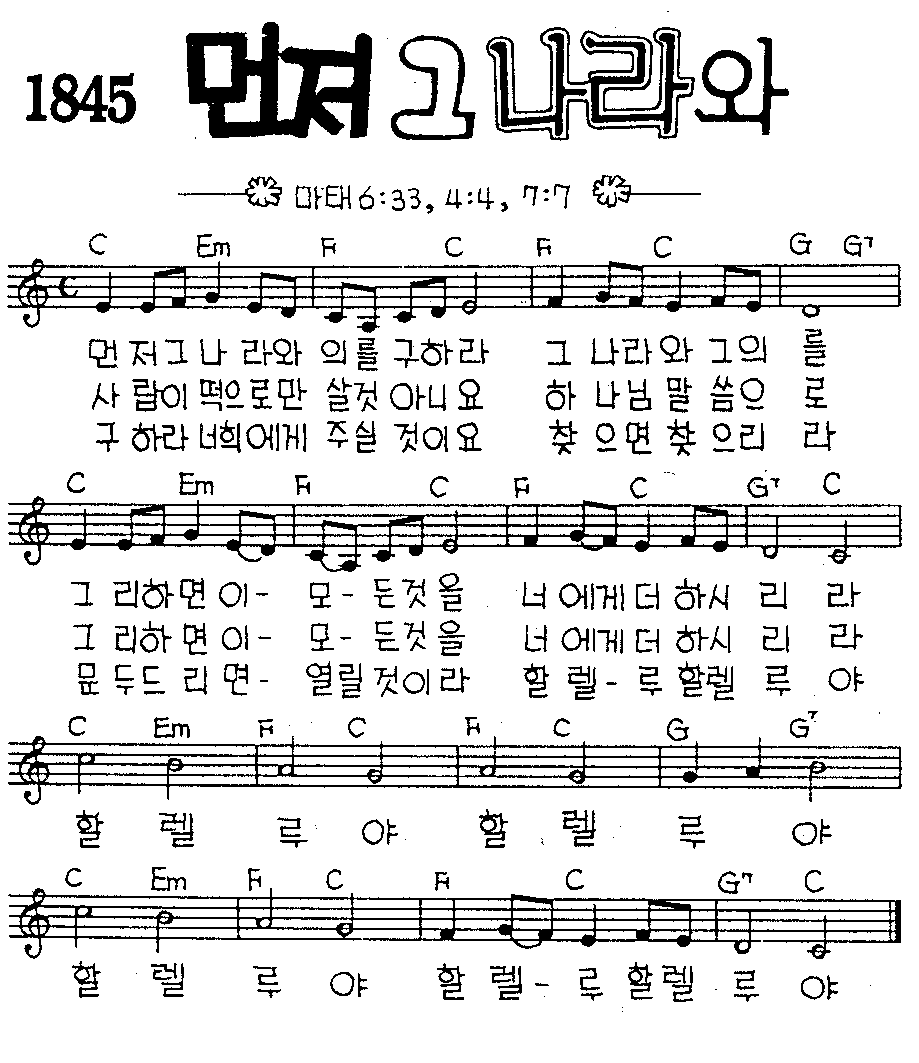 1845 먼저 그 나라와
마태 6:33, 4:4, 7:7
C Em F C F C G G7
먼 저 그 나 라와 의를 구하라 그 나라와 그의 를
사 람이 떡으로만 살것 아니요 하 나님 말 씀으 로
구 하라 너희에게 주실 것이요 찾 으면 찾 으리 라
C Em F C F C G7 C
그 리하면 이- 모- 든것을 너 에게 더 하시 리 라
그 리하면 이- 모- 든것을 너 에게 더 하시 리 라
문 두드 리 면- 열릴 것이라 할 렐-루 할렐 루 야
C Em F C F C G G7
할 렐 루 야 할 렐 루 야
C Em F C F C G7 C
할 렐 루 야 할 렐-루 할렐 루 야